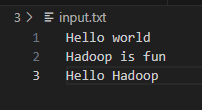 3 > input.txt
1 Hello world
2 Hadoop is fun
3 Hello Hadoop